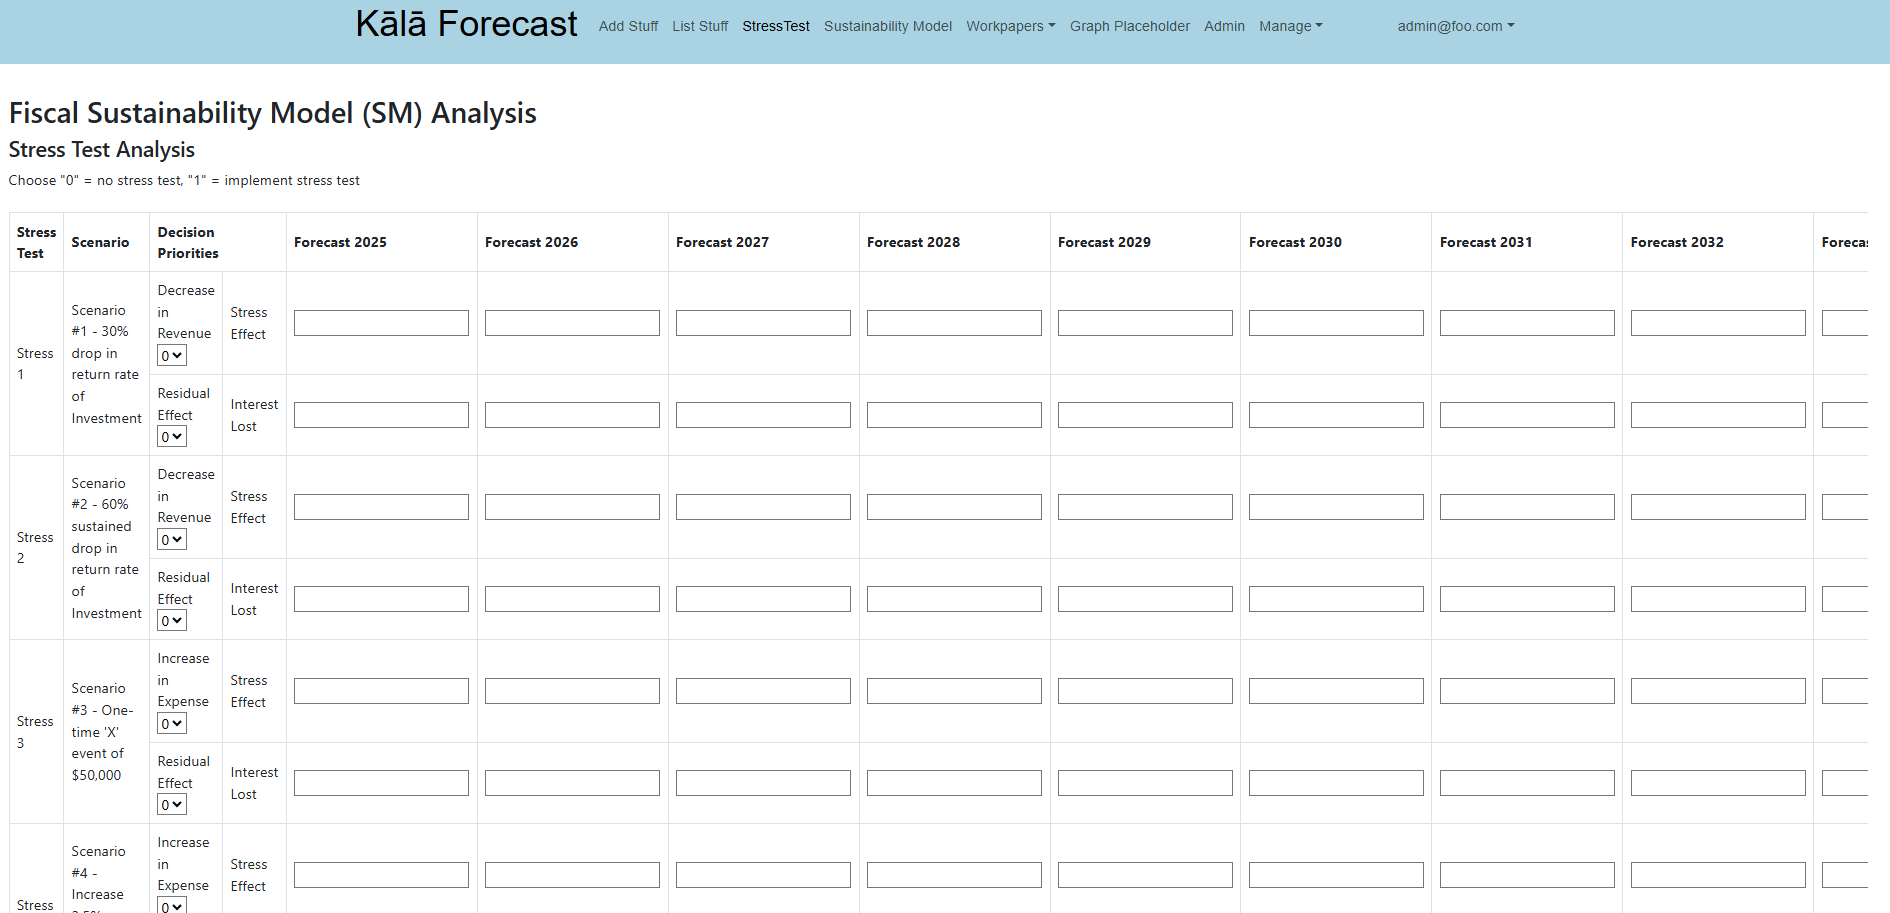 Kālā Forecast Add Stuff List Stuff StressTest Sustainability Model Workpapers Graph Placeholder Admin Manage admin@foo.com
Fiscal Sustainability Model (SM) Analysis
Stress Test Analysis
Choose "0" = no stress test, "1" = implement stress test
Stress Test Scenario Decision Priorities Forecast 2025 Forecast 2026 Forecast 2027 Forecast 2028 Forecast 2029 Forecast 2030 Forecast 2031 Forecast 2032 Forecas
Stress
1
Scenario
#1 - 30%
drop in
return rate
of
Investment
Decrease
in
Revenue
0
Stress
Effect
Residual
Effect
0
Interest
Lost
Stress
2
Scenario
#2 - 60%
sustained
drop in
return rate
of
Investment
Decrease
in
Revenue
0
Stress
Effect
Residual
Effect
0
Interest
Lost
Stress
3
Scenario
#3 - One-
time 'X'
event of
$50,000
Increase
in
Expense
0
Stress
Effect
Residual
Effect
0
Interest
Lost
Stress
Scenario
#4 -
Increase
Increase
in
Expense
0
Stress
Effect